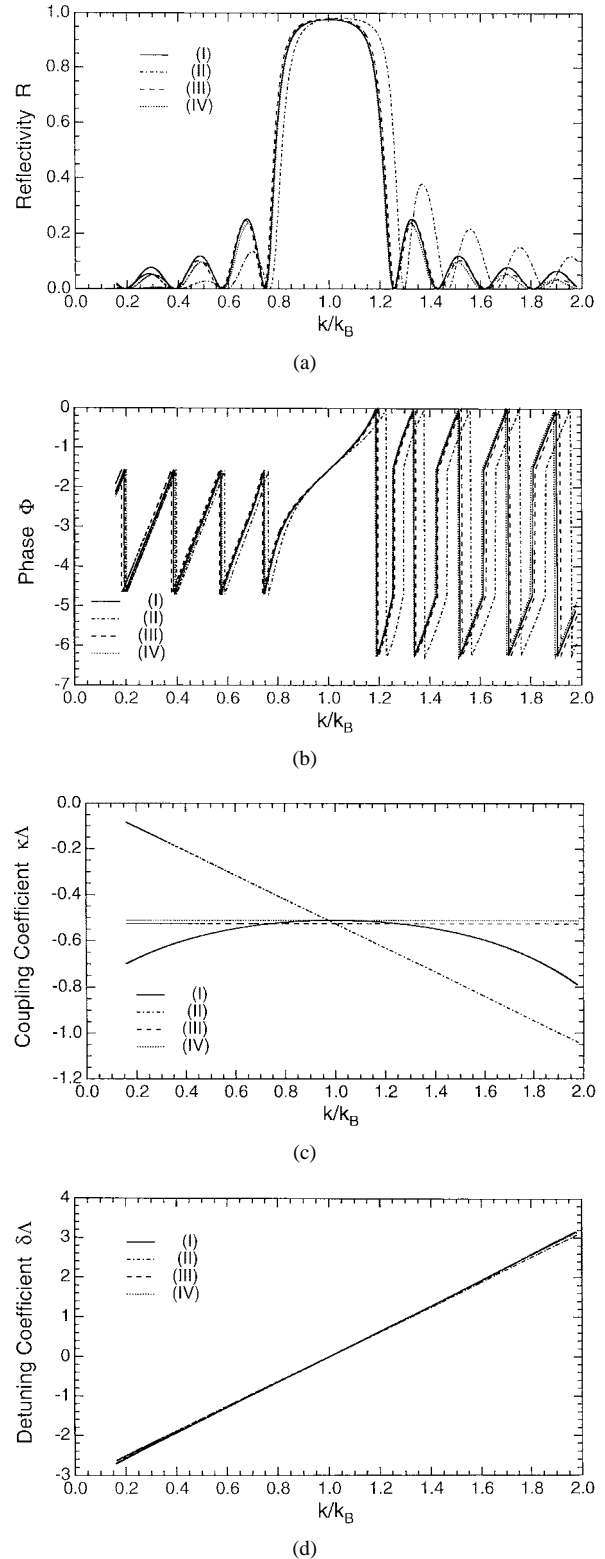 1.0
0.8
0.6
0.4
0.2
0.0
Reflectivity R
(I)
(II)
(III)
(IV)
0.0 0.2 0.4 0.6 0.8 1.0 1.2 1.4 1.6 1.8 2.0
k/kB
(a)
0
-1
-2
-3
-4
-5
-6
-7
Phase Φ
(I)
(II)
(III)
(IV)
0.0 0.2 0.4 0.6 0.8 1.0 1.2 1.4 1.6 1.8 2.0
k/kB
(b)
0.0
-0.2
-0.4
-0.6
-0.8
-1.0
-1.2
Coupling Coefficient κΛ
(I)
(II)
(III)
(IV)
0.0 0.2 0.4 0.6 0.8 1.0 1.2 1.4 1.6 1.8 2.0
k/kB
(c)
4
3
2
1
0
-1
-2
-3
Detuning Coefficient δΛ
(I)
(II)
(III)
(IV)
0.0 0.2 0.4 0.6 0.8 1.0 1.2 1.4 1.6 1.8 2.0
k/kB
(d)